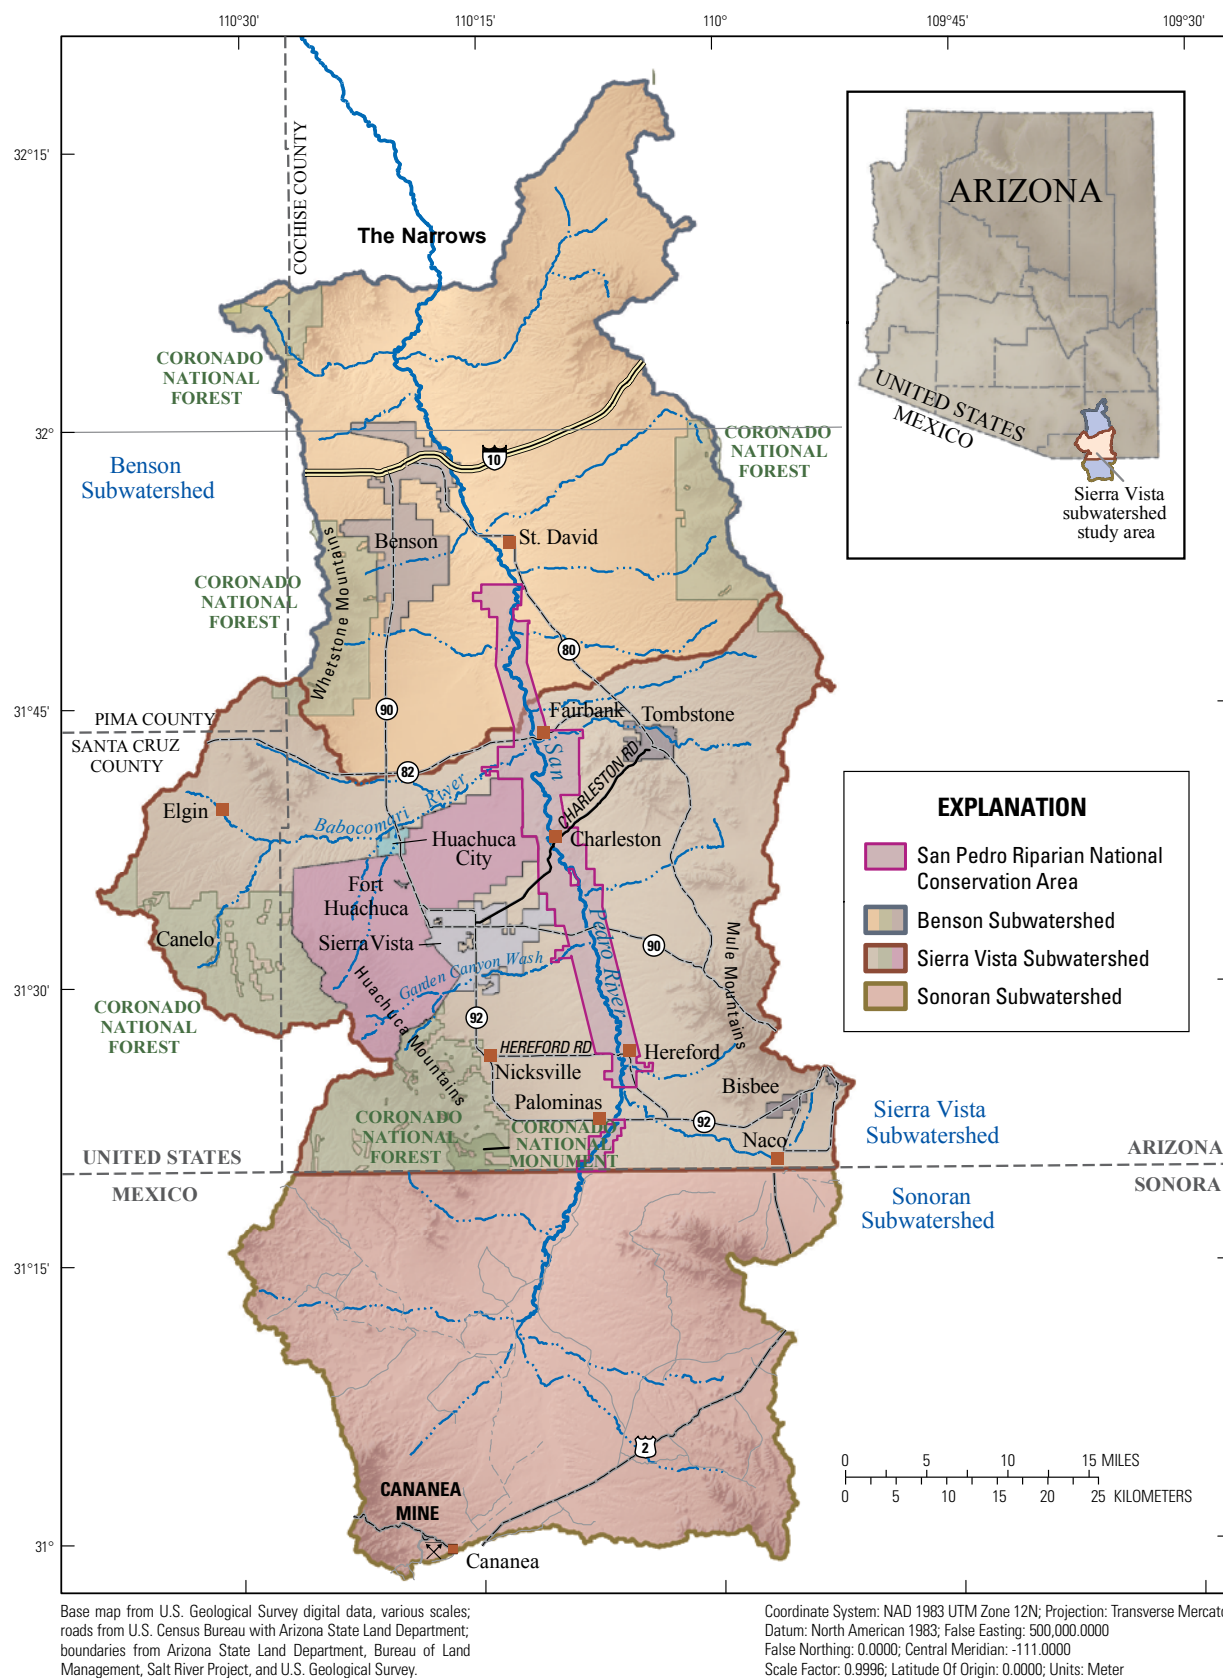 110°30'
110°15'
110°
109°45'
109°30'
32°15'
32°
31°45'
31°30'
31°15'
31°
COCHISE COUNTY
The Narrows
CORONADO
NATIONAL
FOREST
Benson
Subwatershed
10
CORONADO
NATIONAL
FOREST
Benson
St. David
Whetstone Mountains
CORONADO
NATIONAL
FOREST
80
90
PIMA COUNTY
SANTA CRUZ
COUNTY
Fairbank
Tombstone
San
82
CHARLESTON RD
Elgin
Babocomari River
Huachuca
City
Charleston
Fort
Huachuca
Canelo
Sierra Vista
Pedro River
90
Mule Mountains
Garden Canyon Wash
Huachuca Mountains
CORONADO
NATIONAL
FOREST
92
HEREFORD RD
Hereford
Nicksville
Bisbee
Palominas
92
CORONADO
NATIONAL
FOREST
CORONADO
NATIONAL
MONUMENT
Naco
Sierra Vista
Subwatershed
UNITED STATES
MEXICO
ARIZONA
SONORA
Sonoran
Subwatershed
2
CANANEA
MINE
Cananea
ARIZONA
UNITED STATES
MEXICO
Sierra Vista
subwatershed
study area
EXPLANATION
San Pedro Riparian National
Conservation Area
Benson Subwatershed
Sierra Vista Subwatershed
Sonoran Subwatershed
0 5 10 15 MILES
0 5 10 15 20 25 KILOMETERS
Base map from U.S. Geological Survey digital data, various scales;
roads from U.S. Census Bureau with Arizona State Land Department;
boundaries from Arizona State Land Department, Bureau of Land
Management, Salt River Project, and U.S. Geological Survey.
Coordinate System: NAD 1983 UTM Zone 12N; Projection: Transverse Mercato
Datum: North American 1983; False Easting: 500,000.0000
False Northing: 0.0000; Central Meridian: -111.0000
Scale Factor: 0.9996; Latitude Of Origin: 0.0000; Units: Meter